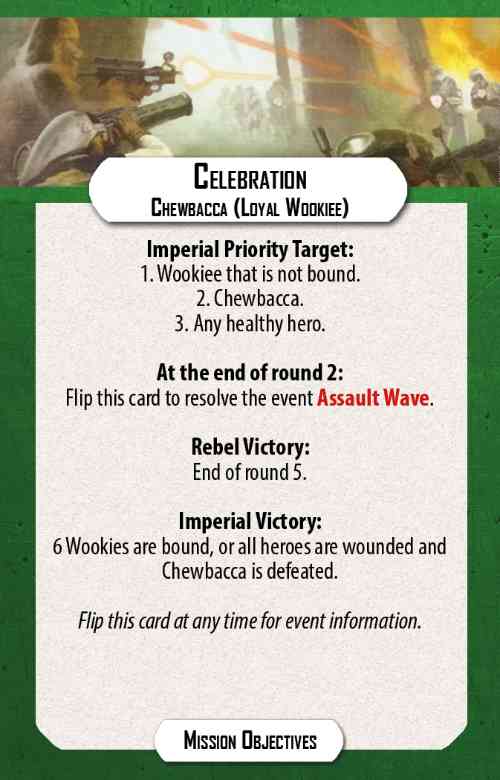 Celebration
Chewbacca (Loyal Wookiee)
Imperial Priority Target:
1. Wookiee that is not bound.
2. Chewbacca.
3. Any healthy hero.
At the end of round 2:
Flip this card to resolve the event Assault Wave.
Rebel Victory:
End of round 5.
Imperial Victory:
6 Wookies are bound, or all heroes are wounded and
Chewbacca is defeated.
Flip this card at any time for event information.
Mission Objectives